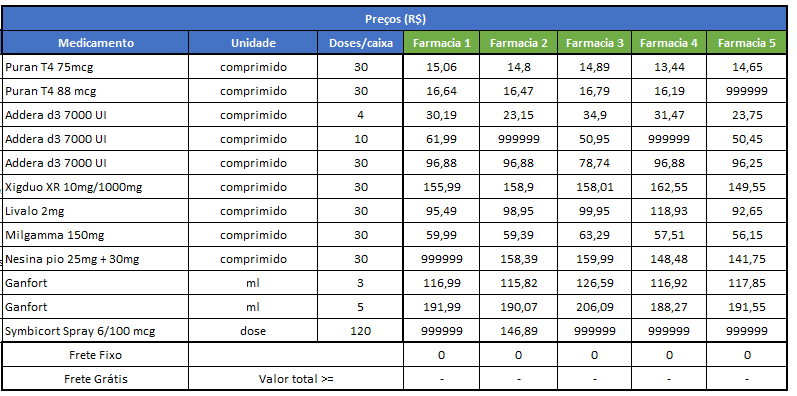 Preços (R$)
Medicamento Unidade Doses/caixa Farmacia 1 Farmacia 2 Farmacia 3 Farmacia 4 Farmacia 5
Puran T4 75mcg comprimido 30 15,06 14,8 14,89 13,44 14,65
Puran T4 88 mcg comprimido 30 16,64 16,47 16,79 16,19 999999
Addera d3 7000 UI comprimido 4 30,19 23,15 34,9 31,47 23,75
Addera d3 7000 UI comprimido 10 61,99 999999 50,95 999999 50,45
Addera d3 7000 UI comprimido 30 96,88 96,88 78,74 96,88 96,25
Xigduo XR 10mg/1000mg comprimido 30 155,99 158,9 158,01 162,55 149,55
Livalo 2mg comprimido 30 95,49 98,95 99,95 118,93 92,65
Milgamma 150mg comprimido 30 59,99 59,39 63,29 57,51 56,15
Nesina pio 25mg + 30mg comprimido 30 999999 158,39 159,99 148,48 141,75
Ganfort ml 3 116,99 115,82 126,59 116,92 117,85
Ganfort ml 5 191,99 190,07 206,09 188,27 191,55
Symbicort Spray 6/100 mcg dose 120 999999 146,89 999999 999999 999999
Frete Fixo 0 0 0 0 0
Frete Grátis Valor total >= - - - - -